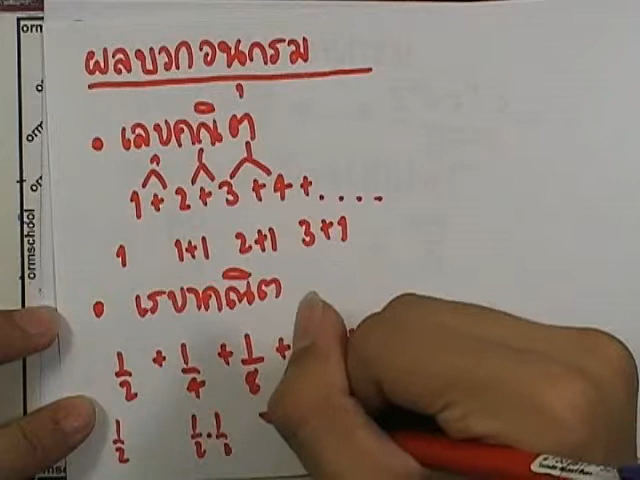 ผลบวกอนุกรม
• เลขคณิต
1 + 2 + 3 + 4 + . . . .
1 1+1 2+1 3+1
• เรขาคณิต
1/2 + 1/4 + 1/8 +
1/2 1/2 ·
ormschool